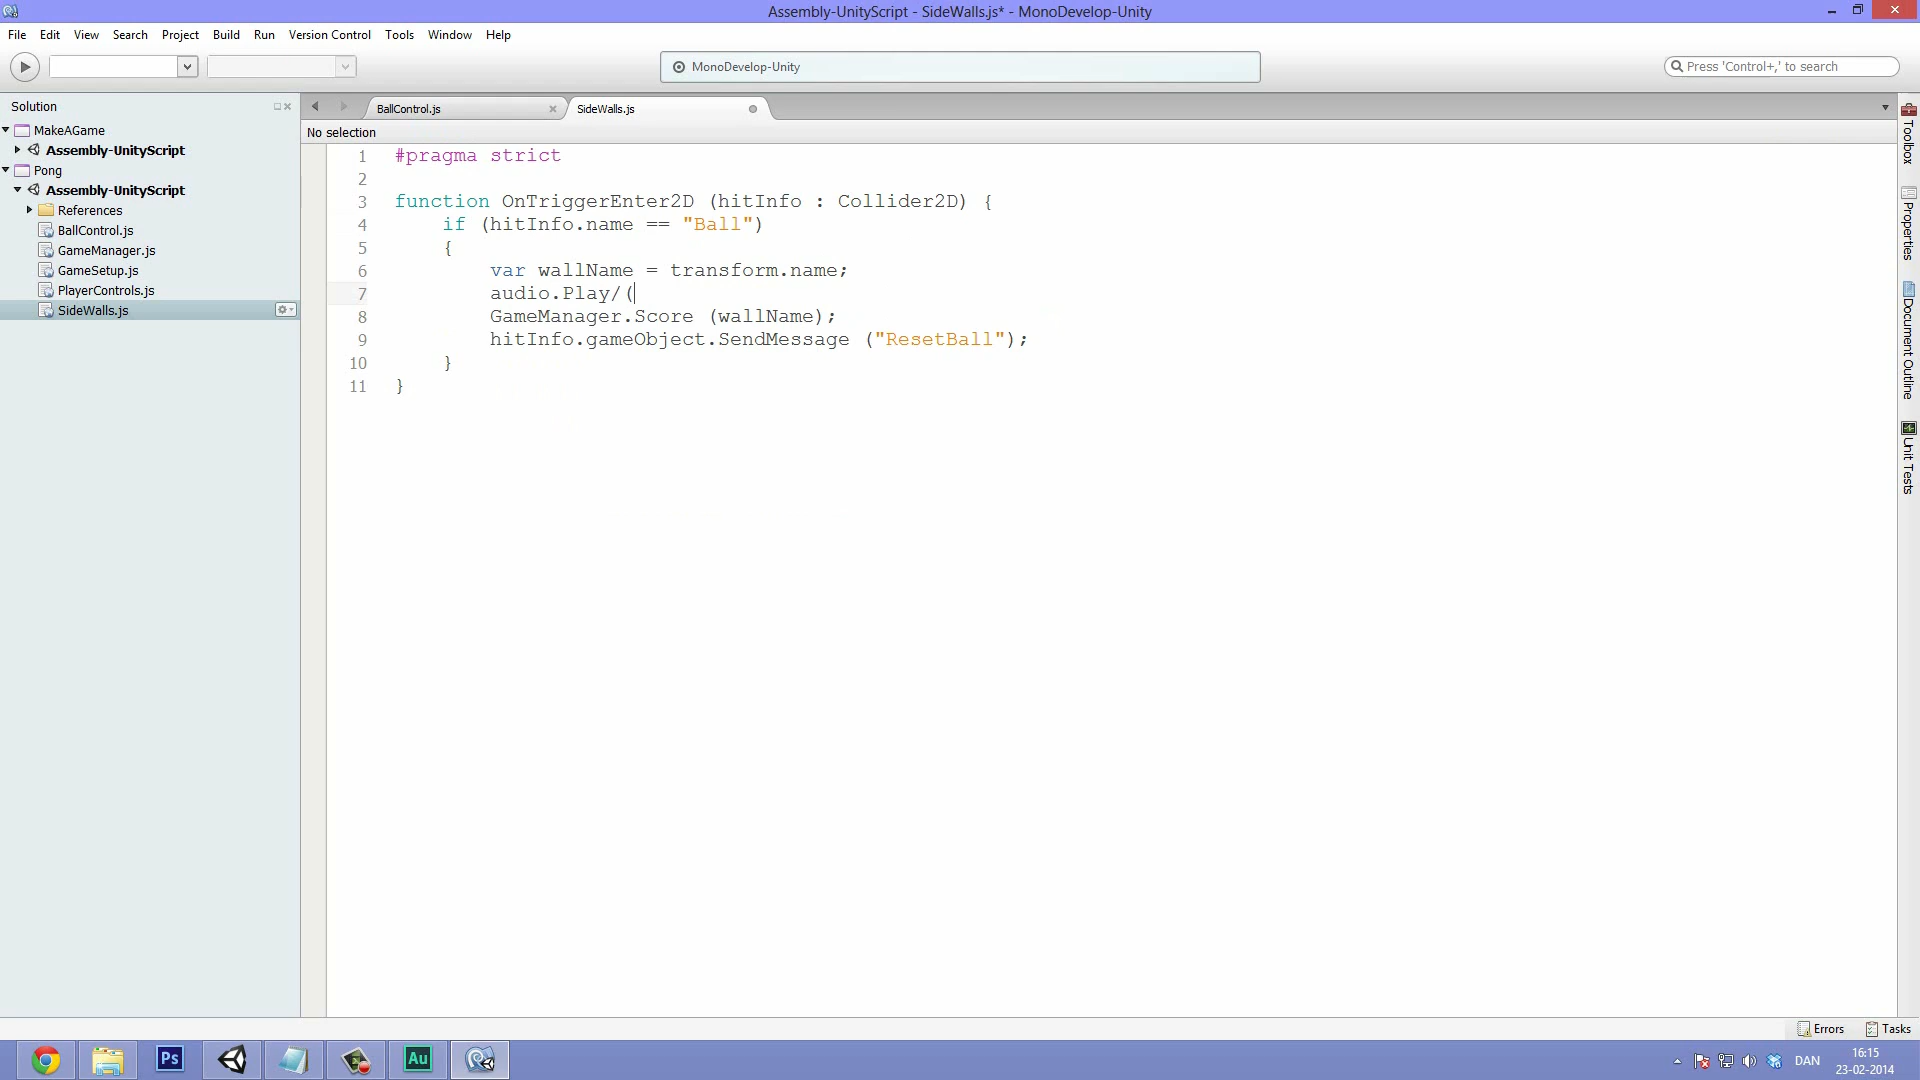 Assembly-UnityScript - SideWalls.js* - MonoDevelop-Unity
File Edit View Search Project Build Run Version Control Tools Window Help
MonoDevelop-Unity
Press 'Control+,' to search
Solution
MakeAGame
Assembly-UnityScript
Pong
Assembly-UnityScript
References
BallControl.js
GameManager.js
GameSetup.js
PlayerControls.js
SideWalls.js
BallControl.js SideWalls.js
No selection
1 #pragma strict
2
3 function OnTriggerEnter2D (hitInfo : Collider2D) {
4 if (hitInfo.name == "Ball")
5 {
6 var wallName = transform.name;
7 audio.Play/(
8 GameManager.Score (wallName);
9 hitInfo.gameObject.SendMessage ("ResetBall");
10 }
11 }
Toolbox
Properties
Document Outline
Unit Tests
Errors Tasks
Ps
Au
DAN
16:15
23-02-2014